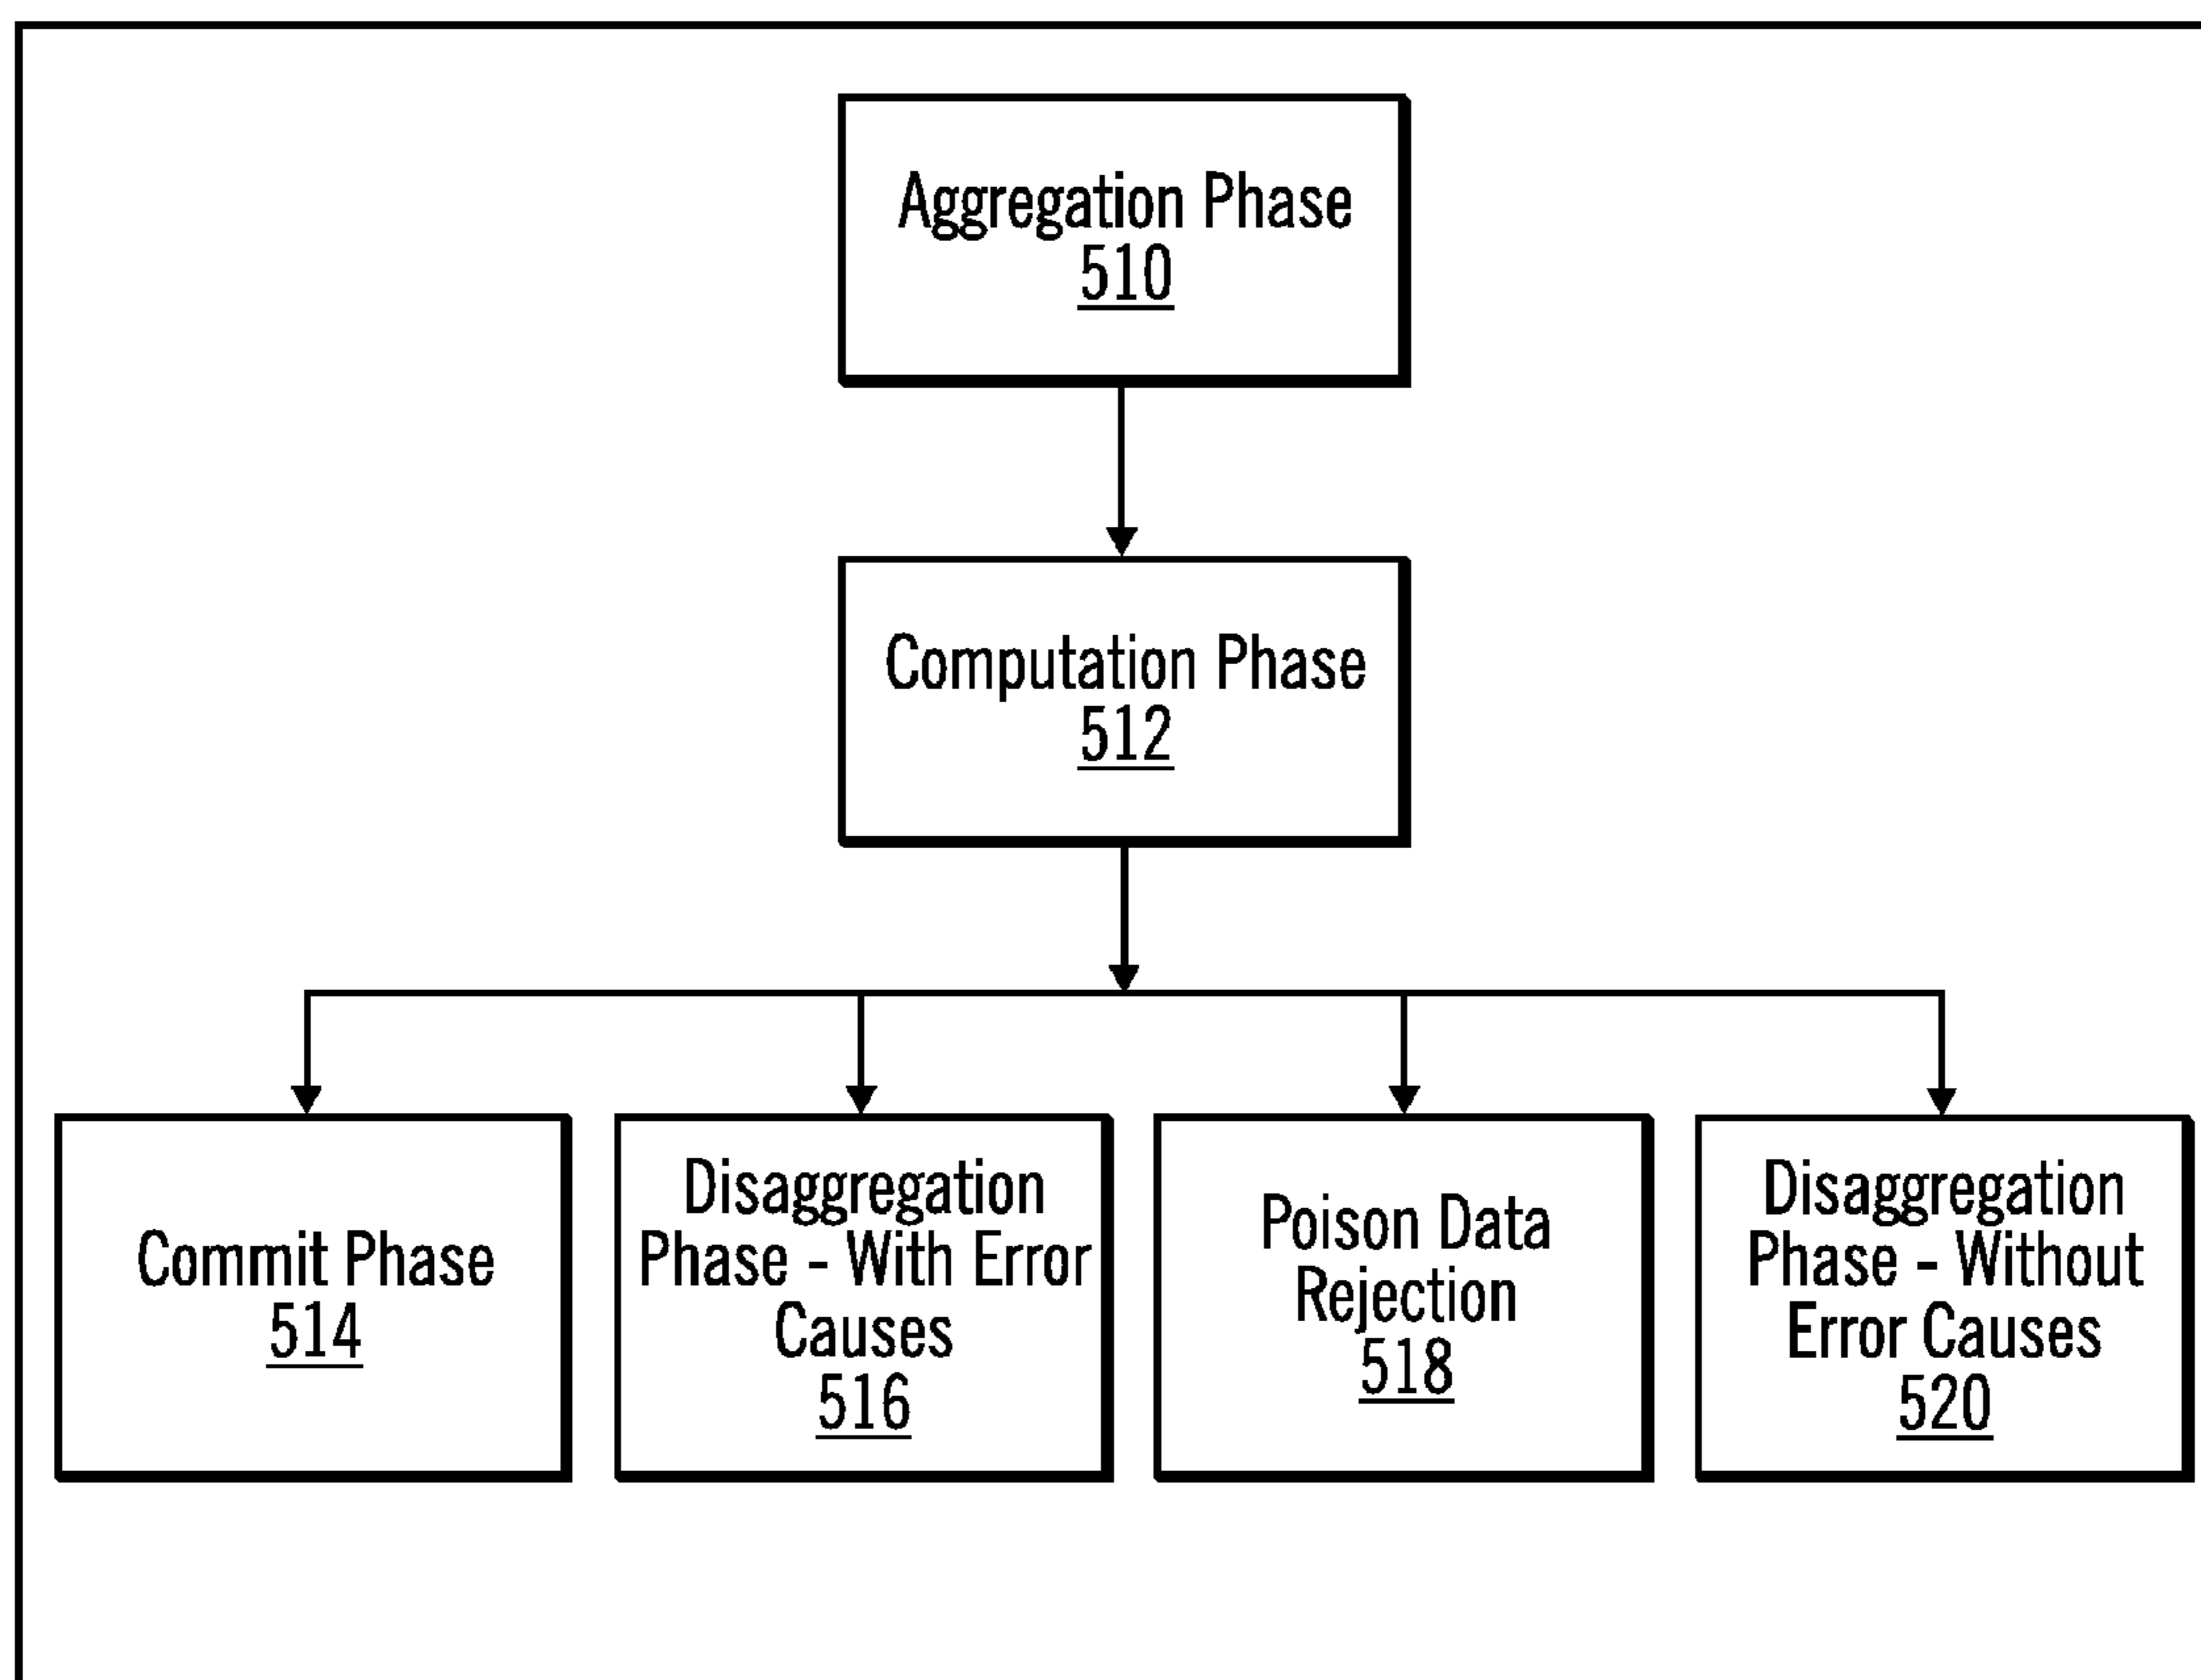 Aggregation Phase
510
Computation Phase
512
Commit Phase
514
Disaggregation
Phase - With Error
Causes
516
Poison Data
Rejection
518
Disaggregation
Phase - Without
Error Causes
520